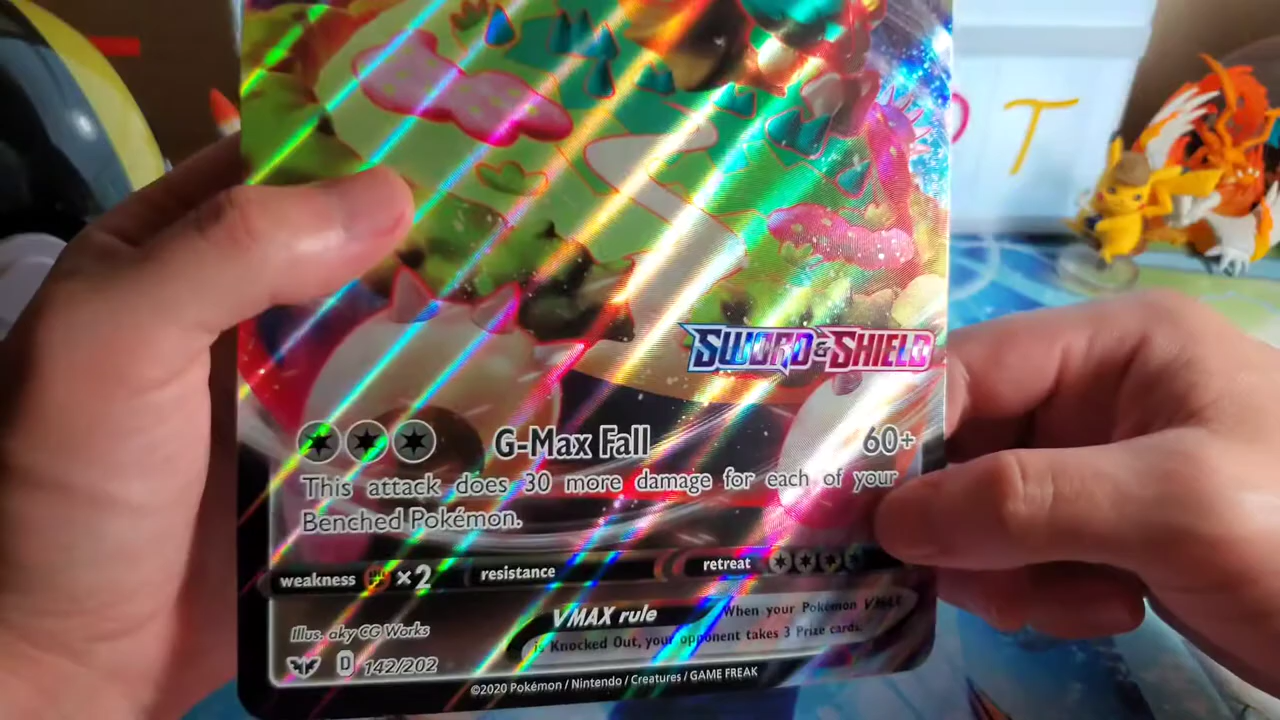 T
SWORD & SHIELD
G-Max Fall 60+
This attack does 30 more damage for each of your
Benched Pokémon.
weakness ×2 resistance retreat
VMAX rule When your Pokémon VMAX
is Knocked Out, your opponent takes 3 Prize cards.
Illus. aky CG Works
D 142/202
©2020 Pokémon / Nintendo / Creatures / GAME FREAK